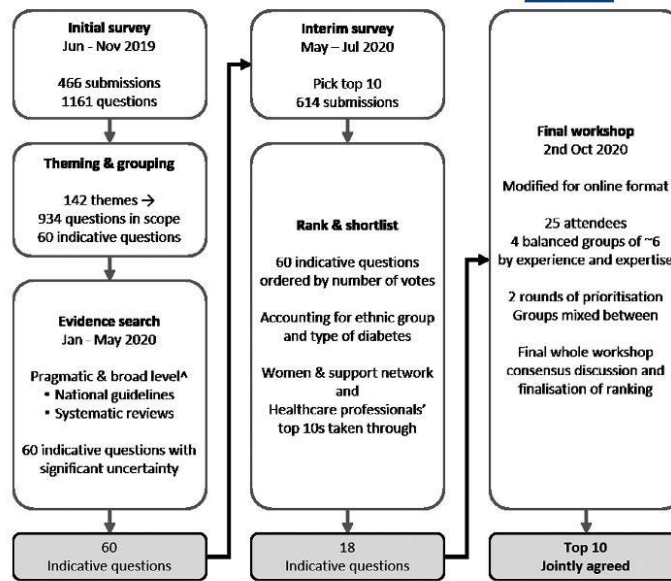 Initial survey
Jun - Nov 2019
466 submissions
1161 questions
Theming & grouping
142 themes →
934 questions in scope
60 indicative questions
Evidence search
Jan - May 2020
Pragmatic & broad level^
• National guidelines
• Systematic reviews
60 indicative questions with
significant uncertainty
60
Indicative questions
Interim survey
May – Jul 2020
Pick top 10
614 submissions
Rank & shortlist
60 indicative questions
ordered by number of votes
Accounting for ethnic group
and type of diabetes
Women & support network
and
Healthcare professionals'
top 10s taken through
18
Indicative questions
Final workshop
2nd Oct 2020
Modified for online format
25 attendees
4 balanced groups of ~6
by experience and expertise
2 rounds of prioritisation
Groups mixed between
Final whole workshop
consensus discussion and
finalisation of ranking
Top 10
Jointly agreed